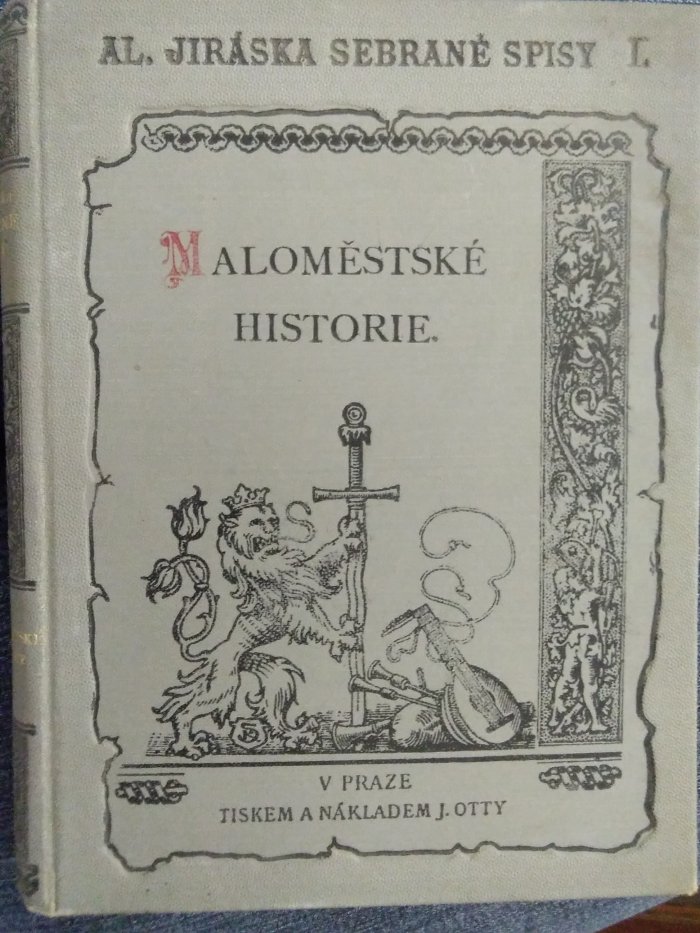 AL. JIRÁSKA SEBRANÉ SPISY I.
MALOMĚSTSKÉ
HISTORIE.
V PRAZE
TISKEM A NÁKLADEM J. OTTY